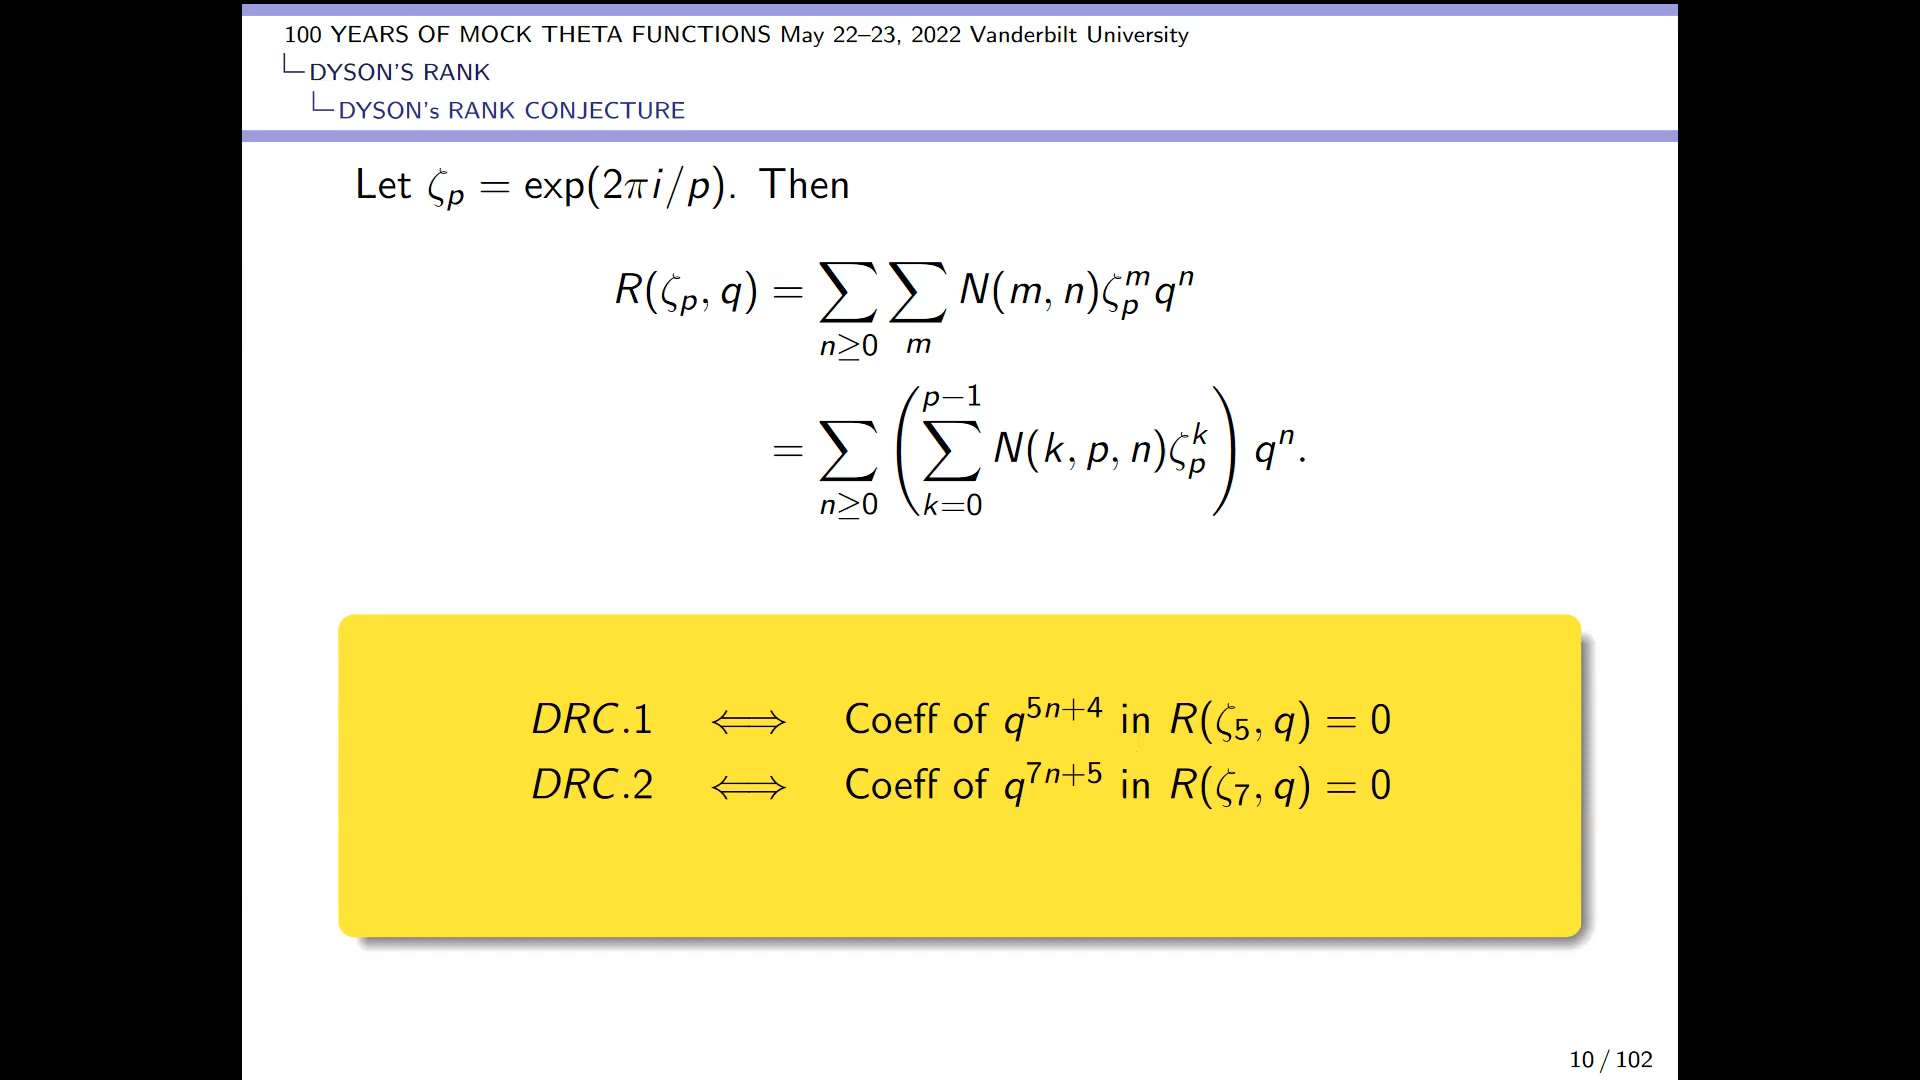 100 YEARS OF MOCK THETA FUNCTIONS May 22–23, 2022 Vanderbilt University
DYSON'S RANK
DYSON's RANK CONJECTURE
Let ζ_p = exp(2πi/p). Then
R(ζ_p, q) = ∑_{n≥0} ∑_m N(m, n)ζ_p^m q^n
= ∑_{n≥0} ( ∑_{k=0}^{p−1} N(k, p, n)ζ_p^k ) q^n.
DRC.1 ⟺ Coeff of q^{5n+4} in R(ζ_5, q) = 0
DRC.2 ⟺ Coeff of q^{7n+5} in R(ζ_7, q) = 0
10 / 102